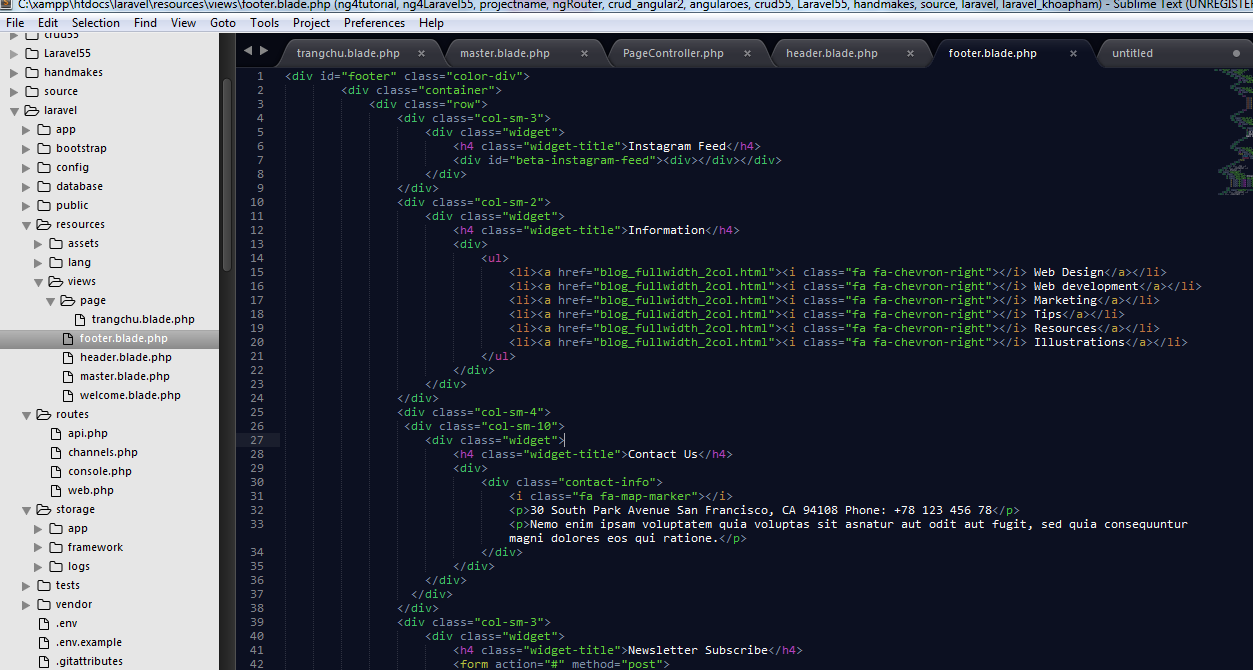 C:\xampp\htdocs\laravel\resources\views\footer.blade.php (ng4tutorial, ng4Laravel55, projectname, ngRouter, crud_angular2, angularoes, crud55, Laravel55, handmakes, source, laravel, laravel_khoapham) - Sublime Text (UNREGISTER
File Edit Selection Find View Goto Tools Project Preferences Help
crud55
Laravel55
handmakes
source
laravel
app
bootstrap
config
database
public
resources
assets
lang
views
page
trangchu.blade.php
footer.blade.php
header.blade.php
master.blade.php
welcome.blade.php
routes
api.php
channels.php
console.php
web.php
storage
app
framework
logs
tests
vendor
.env
.env.example
.gitattributes
trangchu.blade.php × master.blade.php × PageController.php × header.blade.php × footer.blade.php × untitled
1 <div id="footer" class="color-div">
2 <div class="container">
3 <div class="row">
4 <div class="col-sm-3">
5 <div class="widget">
6 <h4 class="widget-title">Instagram Feed</h4>
7 <div id="beta-instagram-feed"><div></div></div>
8 </div>
9 </div>
10 <div class="col-sm-2">
11 <div class="widget">
12 <h4 class="widget-title">Information</h4>
13 <div>
14 <ul>
15 <li><a href="blog_fullwidth_2col.html"><i class="fa fa-chevron-right"></i> Web Design</a></li>
16 <li><a href="blog_fullwidth_2col.html"><i class="fa fa-chevron-right"></i> Web development</a></li>
17 <li><a href="blog_fullwidth_2col.html"><i class="fa fa-chevron-right"></i> Marketing</a></li>
18 <li><a href="blog_fullwidth_2col.html"><i class="fa fa-chevron-right"></i> Tips</a></li>
19 <li><a href="blog_fullwidth_2col.html"><i class="fa fa-chevron-right"></i> Resources</a></li>
20 <li><a href="blog_fullwidth_2col.html"><i class="fa fa-chevron-right"></i> Illustrations</a></li>
21 </ul>
22 </div>
23 </div>
24 </div>
25 <div class="col-sm-4">
26 <div class="col-sm-10">
27 <div class="widget">
28 <h4 class="widget-title">Contact Us</h4>
29 <div>
30 <div class="contact-info">
31 <i class="fa fa-map-marker"></i>
32 <p>30 South Park Avenue San Francisco, CA 94108 Phone: +78 123 456 78</p>
33 <p>Nemo enim ipsam voluptatem quia voluptas sit asnatur aut odit aut fugit, sed quia consequuntur
magni dolores eos qui ratione.</p>
34 </div>
35 </div>
36 </div>
37 </div>
38 </div>
39 <div class="col-sm-3">
40 <div class="widget">
41 <h4 class="widget-title">Newsletter Subscribe</h4>
42 <form action="#" method="post">